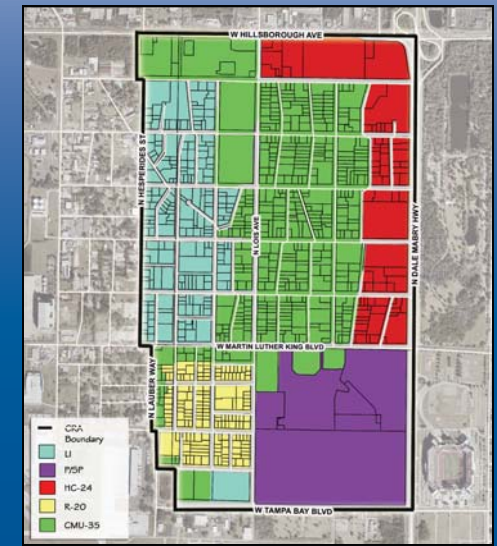 W HILLSBOROUGH AVE
N HESPERIDES ST
N LOIS AVE
N DALE MABRY HWY
W MARTIN LUTHER KING BLVD
N LAUBER WAY
W TAMPA BAY BLVD
CRA
Boundary
LI
P/SP
HC-24
R-20
CMU-35